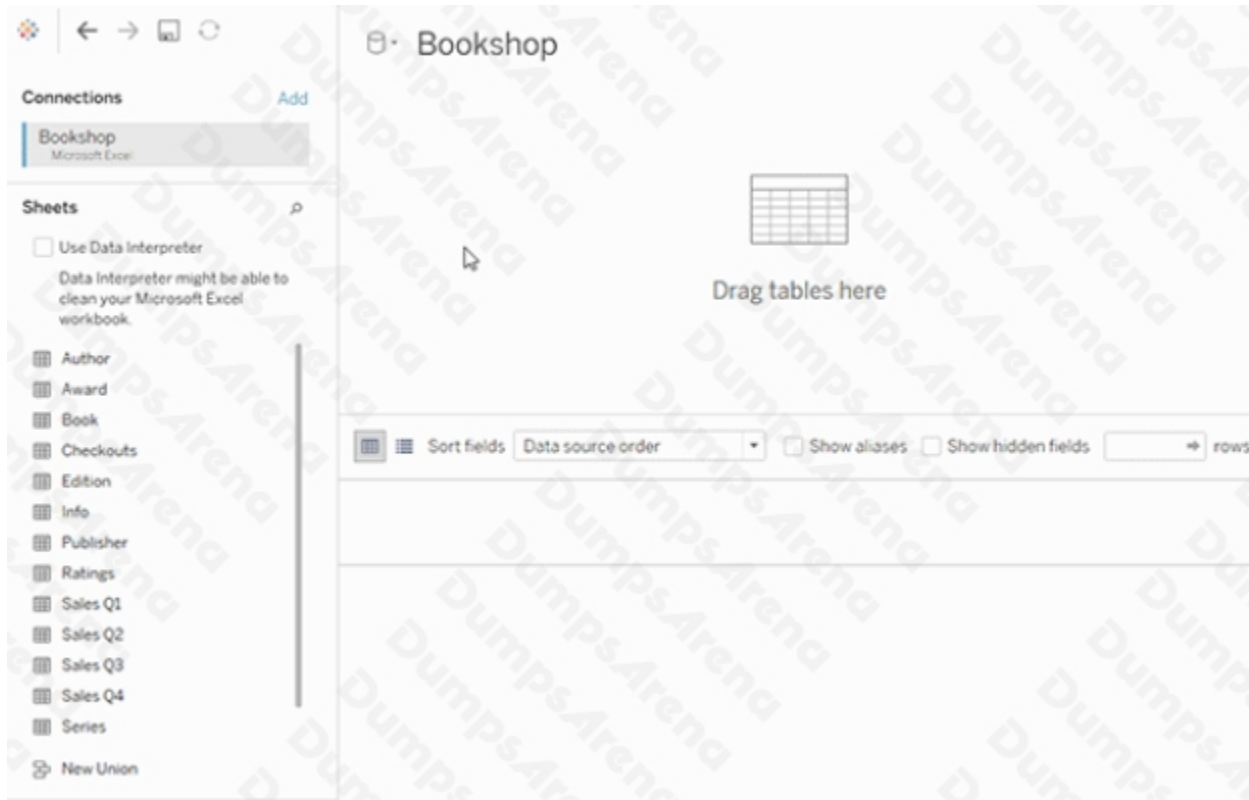 Bookshop
Connections
Add
Bookshop
Microsoft Excel
Sheets
Use Data Interpreter
Data Interpreter might be able to
clean your Microsoft Excel
workbook.
Author
Award
Book
Checkouts
Edition
Info
Publisher
Ratings
Sales Q1
Sales Q2
Sales Q3
Sales Q4
Series
New Union
Drag tables here
Sort fields
Data source order
Show aliases
Show hidden fields
rows
DumpsArena